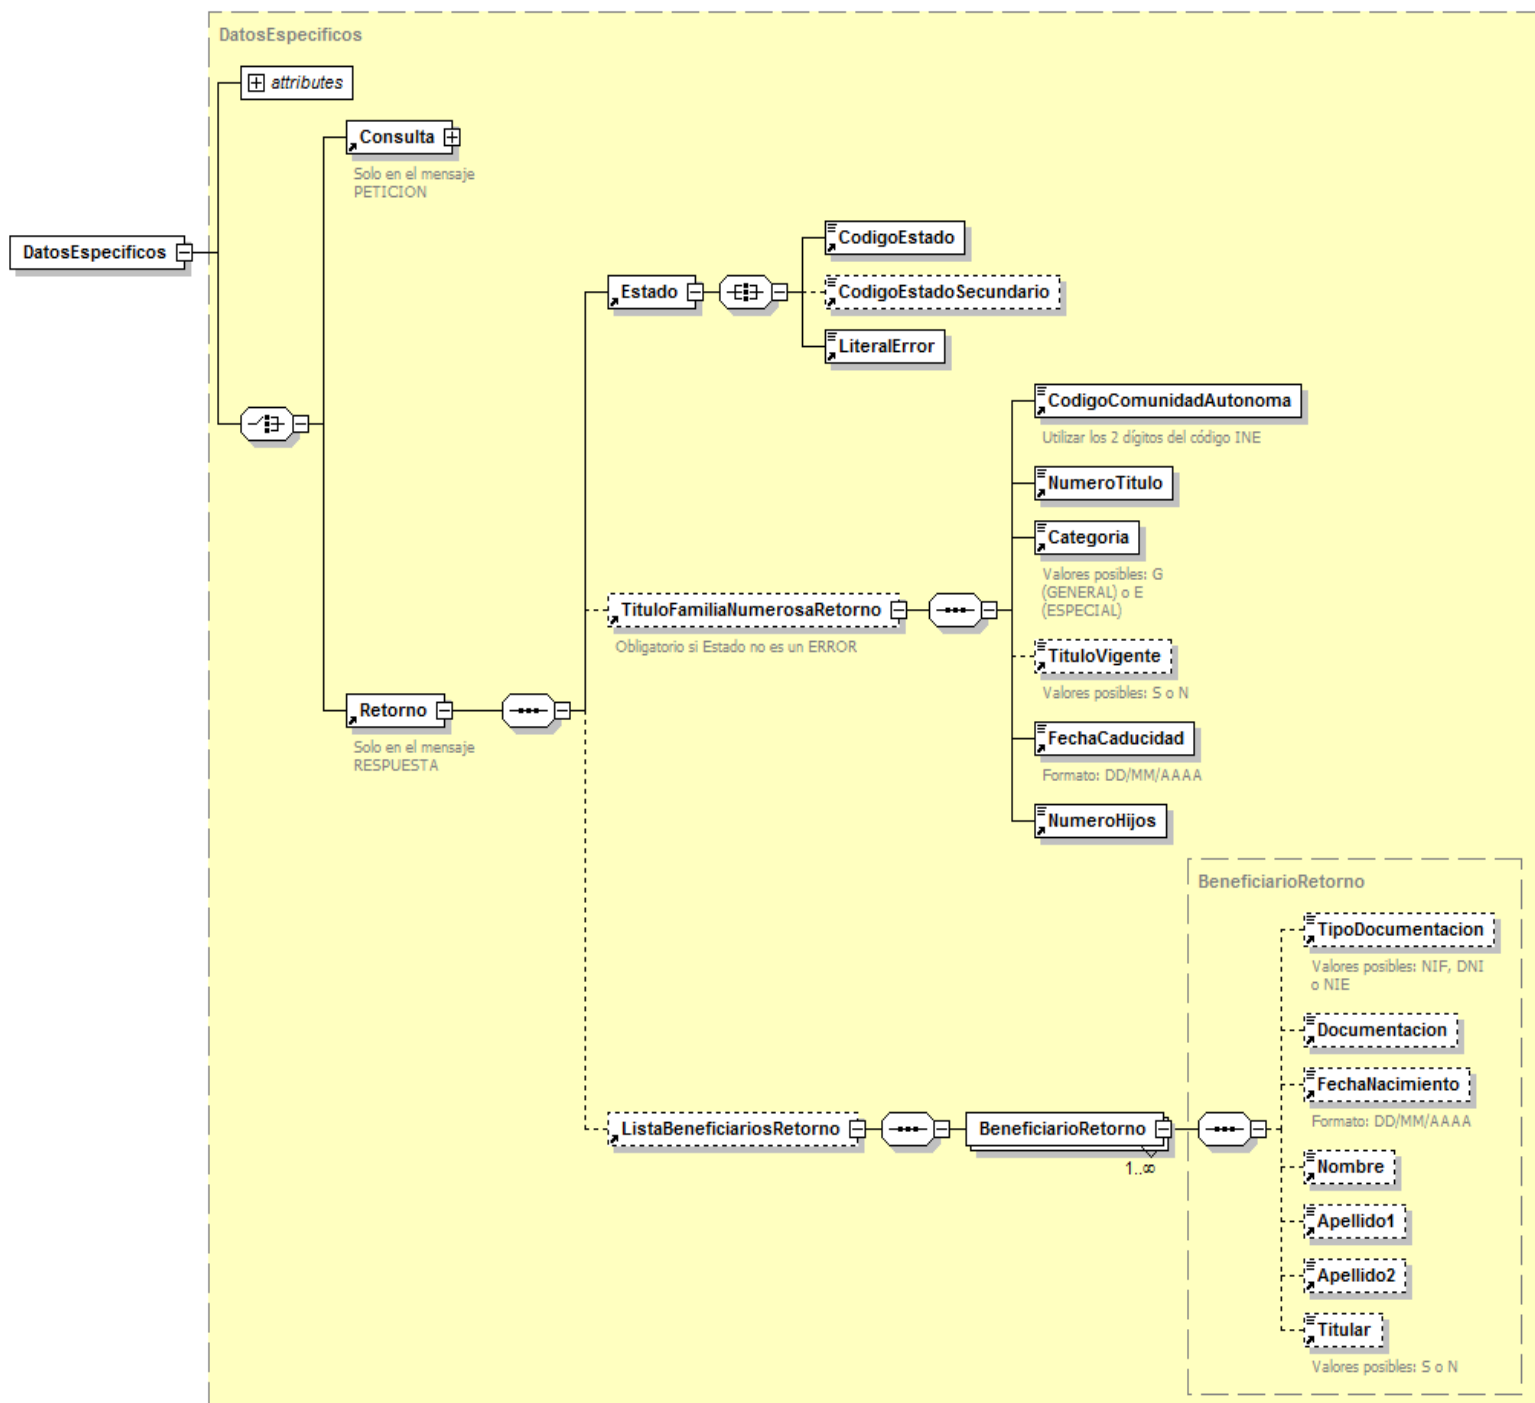 DatosEspecificos
attributes
Consulta
Solo en el mensaje
PETICION
DatosEspecificos
CodigoEstado
Estado
CodigoEstadoSecundario
LiteralError
CodigoComunidadAutonoma
Utilizar los 2 dígitos del código INE
NumeroTitulo
Categoria
Valores posibles: G
(GENERAL) o E
(ESPECIAL)
TituloFamiliaNumerosaRetorno
Obligatorio si Estado no es un ERROR
TituloVigente
Valores posibles: S o N
Retorno
Solo en el mensaje
RESPUESTA
FechaCaducidad
Formato: DD/MM/AAAA
NumeroHijos
BeneficiarioRetorno
TipoDocumentacion
Valores posibles: NIF, DNI
o NIE
Documentacion
FechaNacimiento
Formato: DD/MM/AAAA
ListaBeneficiariosRetorno
BeneficiarioRetorno
1..∞
Nombre
Apellido1
Apellido2
Titular
Valores posibles: S o N